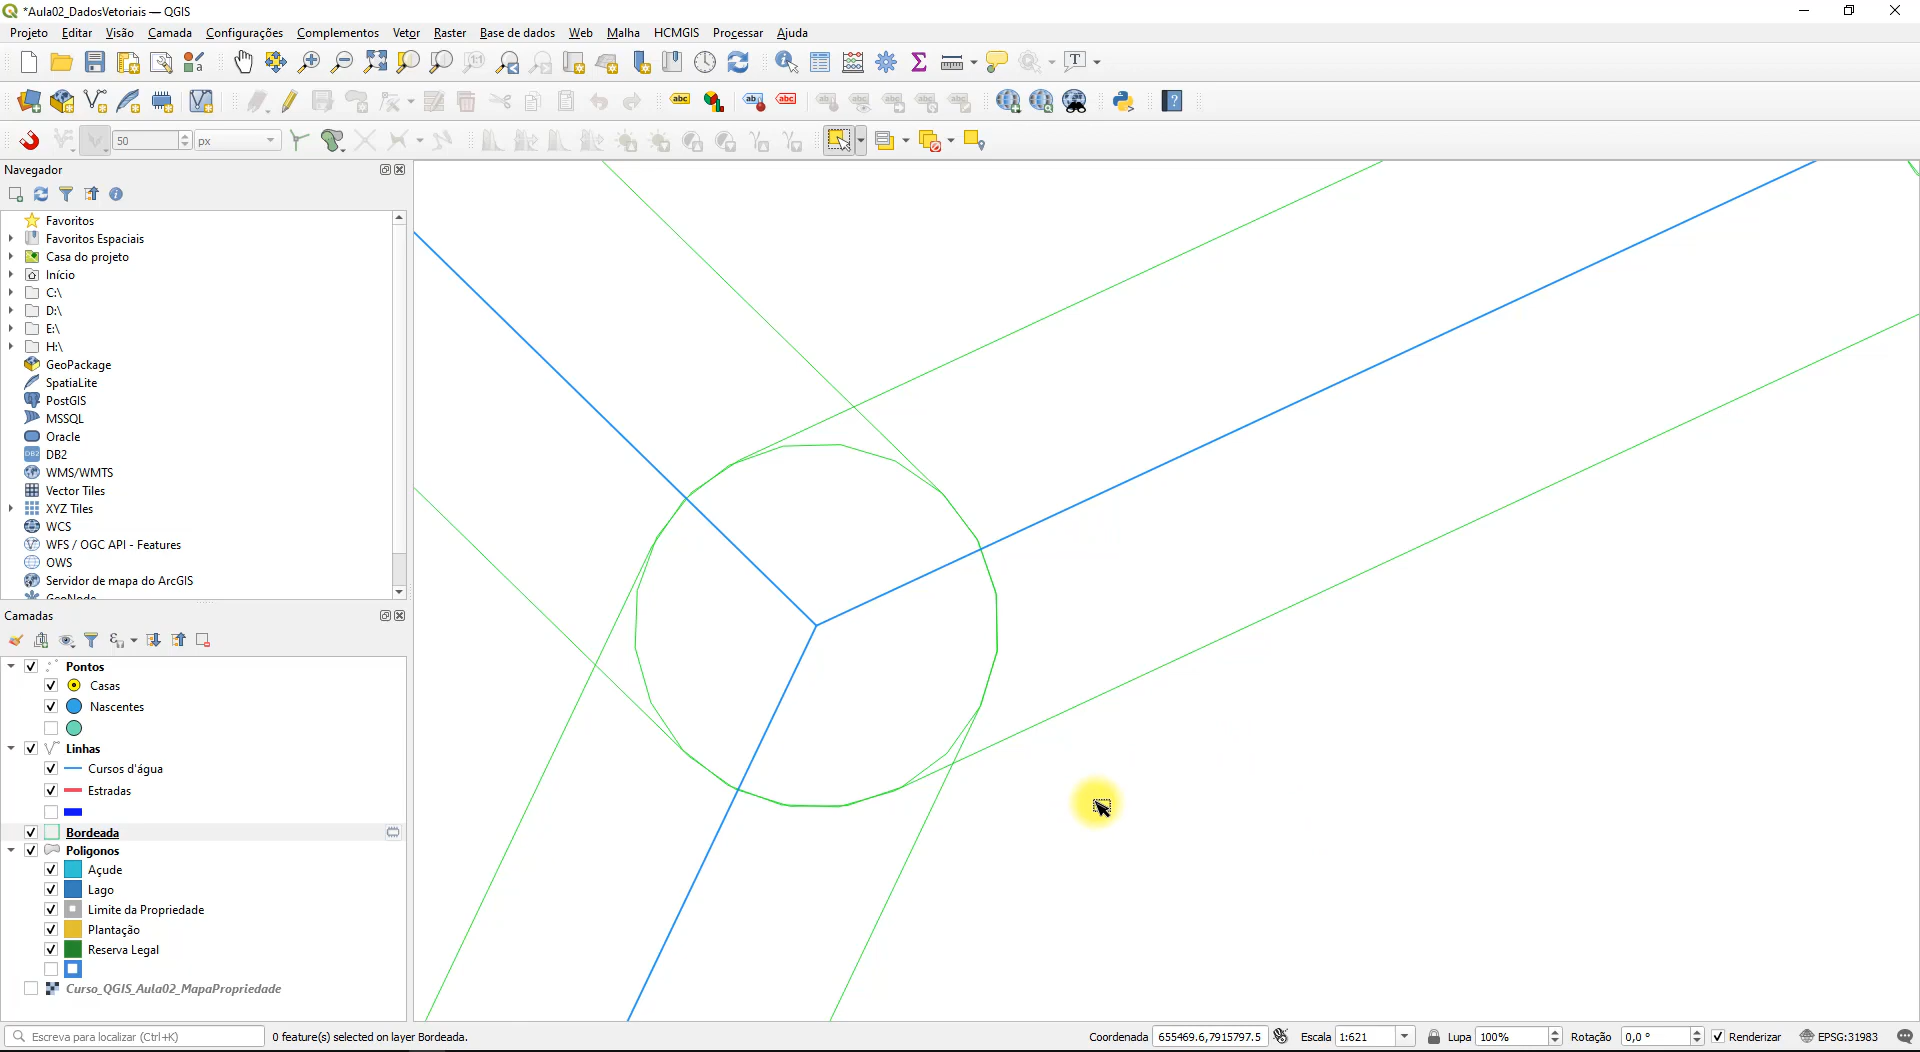 *Aula02_DadosVetoriais — QGIS
Projeto Editar Visão Camada Configurações Complementos Vetor Raster Base de dados Web Malha HCMGIS Processar Ajuda
50 px
Navegador
Favoritos
Favoritos Espaciais
Casa do projeto
Início
C:\
D:\
E:\
H:\
GeoPackage
SpatiaLite
PostGIS
MSSQL
Oracle
DB2
WMS/WMTS
Vector Tiles
XYZ Tiles
WCS
WFS / OGC API - Features
OWS
Servidor de mapa do ArcGIS
GeoNode
Camadas
Pontos
Casas
Nascentes
Linhas
Cursos d'água
Estradas
Bordeada
Poligonos
Açude
Lago
Limite da Propriedade
Plantação
Reserva Legal
Curso_QGIS_Aula02_MapaPropriedade
Escreva para localizar (Ctrl+K) 0 feature(s) selected on layer Bordeada. Coordenada 655469.6,7915797.5 Escala 1:621 Lupa 100% Rotação 0,0 ° Renderizar EPSG:31983